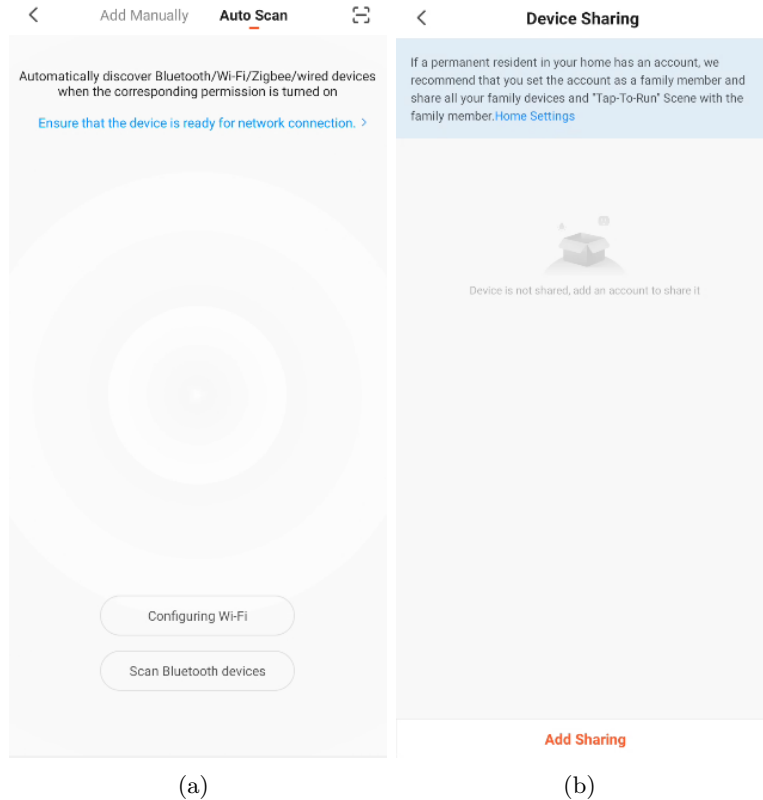 Add Manually Auto Scan
Automatically discover Bluetooth/Wi-Fi/Zigbee/wired devices
when the corresponding permission is turned on
Ensure that the device is ready for network connection. >
Configuring Wi-Fi
Scan Bluetooth devices
(a)
Device Sharing
If a permanent resident in your home has an account, we
recommend that you set the account as a family member and
share all your family devices and "Tap-To-Run" Scene with the
family member.Home Settings
Device is not shared, add an account to share it
Add Sharing
(b)